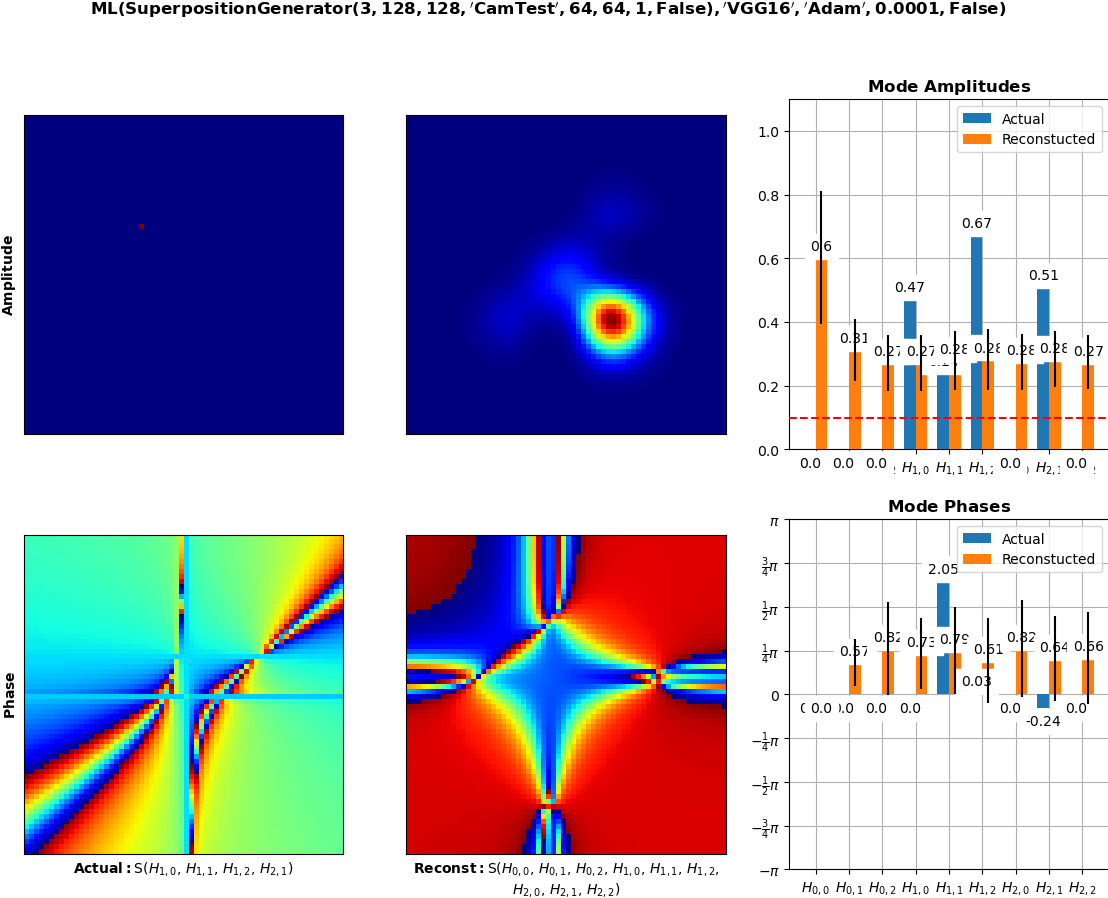 ML(SuperpositionGenerator(3, 128, 128, 'CamTest', 64, 64, 1, False), 'VGG16', 'Adam', 0.0001, False)
Amplitude
Mode Amplitudes
Actual
Reconstucted
1.0
0.8
0.6
0.4
0.2
0.0
0.6
0.31
0.27
0.47
0.27
0.28
0.67
0.28
0.28
0.51
0.28
0.27
0.0 0.0 0.0 H1,0 H1,1 H1,2 0.0 H2,1 0.0
Phase
Mode Phases
Actual
Reconstucted
π
3/4π
1/2π
1/4π
0
−1/4π
−1/2π
−3/4π
−π
0.57
0.82
0.73
2.05
0.79
0.61
0.03
0.82
0.64
0.66
0.0
0.0
0.0
0.0
-0.24
0.0
H0,0 H0,1 H0,2 H1,0 H1,1 H1,2 H2,0 H2,1 H2,2
Actual: S(H1,0, H1,1, H1,2, H2,1)
Reconst: S(H0,0, H0,1, H0,2, H1,0, H1,1, H1,2,
H2,0, H2,1, H2,2)